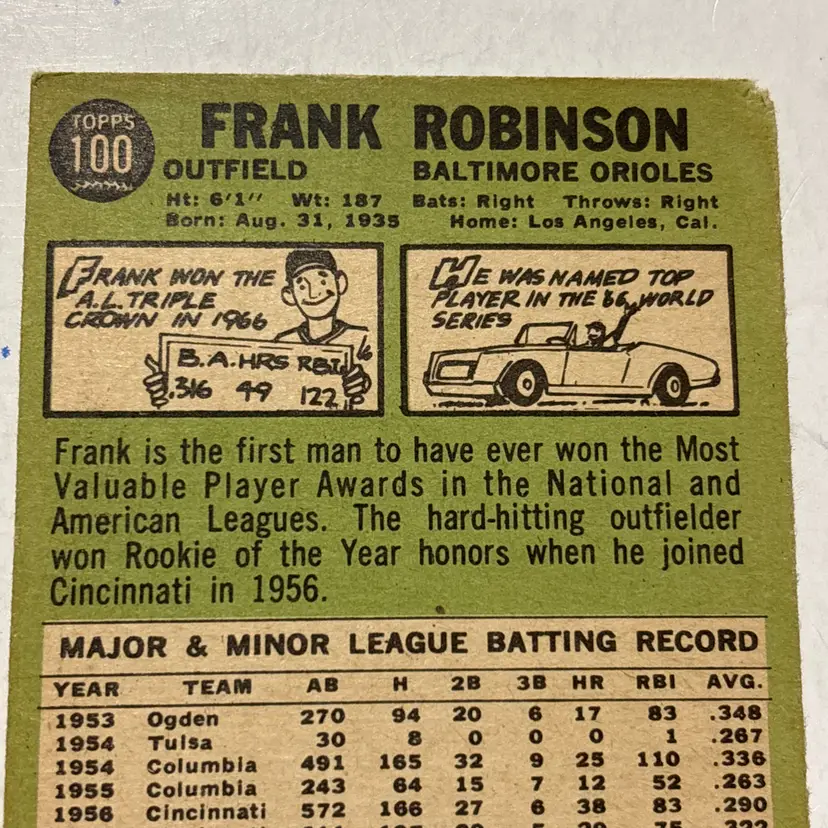 TOPPS
100
FRANK ROBINSON
OUTFIELD BALTIMORE ORIOLES
Ht: 6'1" Wt: 187 Bats: Right Throws: Right
Born: Aug. 31, 1935 Home: Los Angeles, Cal.
FRANK WON THE
A.L. TRIPLE
CROWN IN 1966
B.A. HRS RBI
.316 49 122
HE WAS NAMED TOP
PLAYER IN THE '66 WORLD
SERIES
Frank is the first man to have ever won the Most
Valuable Player Awards in the National and
American Leagues. The hard-hitting outfielder
won Rookie of the Year honors when he joined
Cincinnati in 1956.
MAJOR & MINOR LEAGUE BATTING RECORD
YEAR TEAM AB H 2B 3B HR RBI AVG.
1953 Ogden 270 94 20 6 17 83 .348
1954 Tulsa 30 8 0 0 0 1 .267
1954 Columbia 491 165 32 9 25 110 .336
1955 Columbia 243 64 15 7 12 52 .263
1956 Cincinnati 572 166 27 6 38 83 .290